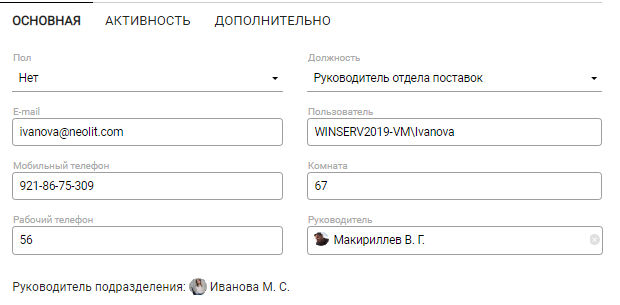 ОСНОВНАЯ АКТИВНОСТЬ ДОПОЛНИТЕЛЬНО
Пол Должность
Нет Руководитель отдела поставок
E-mail Пользователь
ivanova@neolit.com WINSERV2019-VM\Ivanova
Мобильный телефон Комната
921-86-75-309 67
Рабочий телефон Руководитель
56 Макириллев В. Г.
Руководитель подразделения: Иванова М. С.